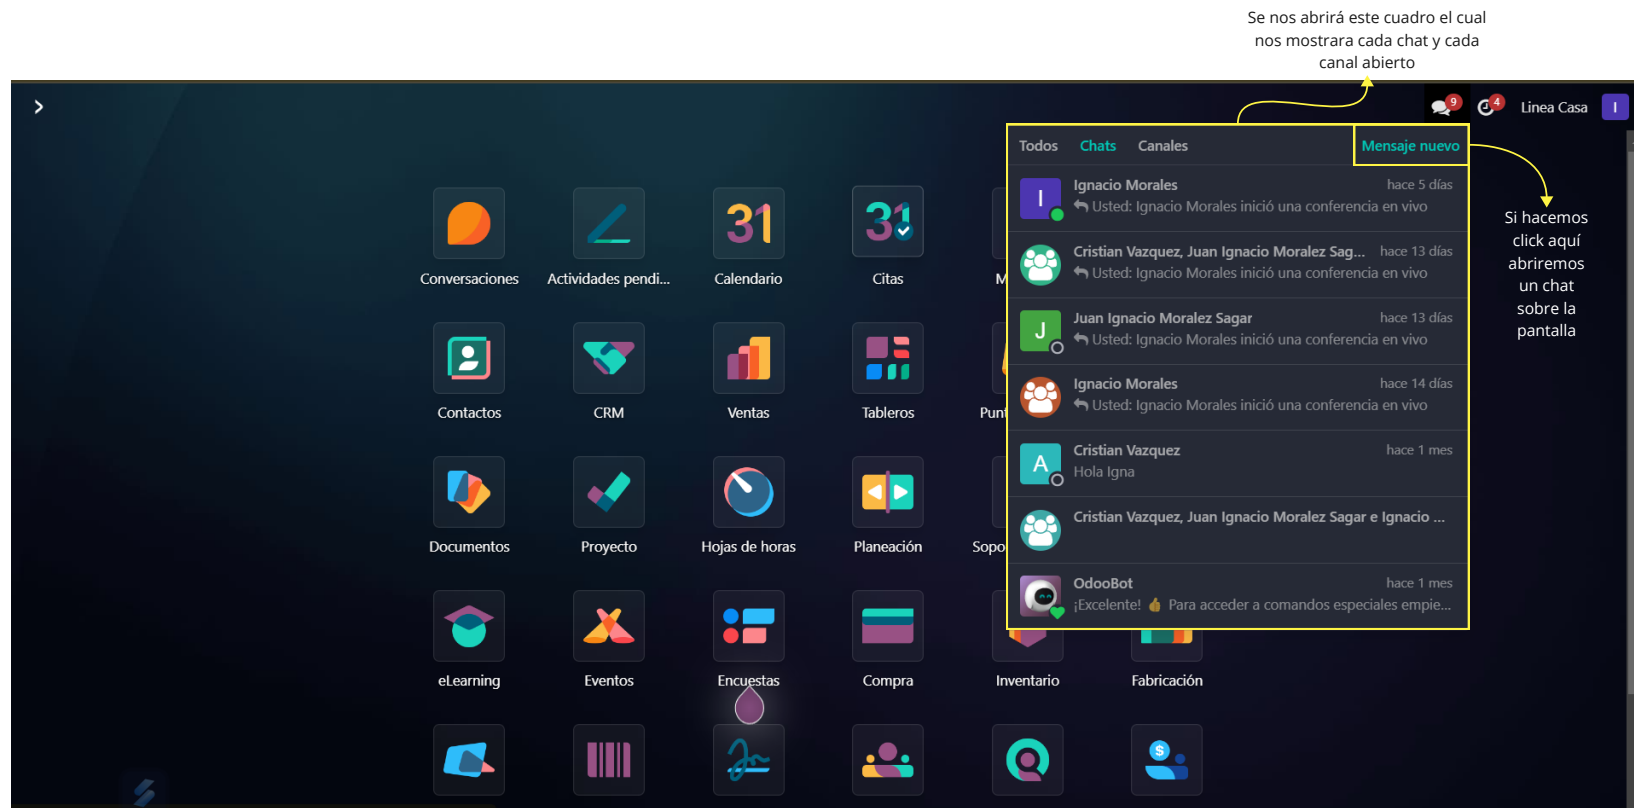 Se nos abrirá este cuadro el cual
nos mostrara cada chat y cada
canal abierto
9
4
Linea Casa
I
Todos Chats Canales Mensaje nuevo
I
Ignacio Morales hace 5 días
Usted: Ignacio Morales inició una conferencia en vivo
Cristian Vazquez, Juan Ignacio Moralez Sag... hace 13 días
Usted: Ignacio Morales inició una conferencia en vivo
J
Juan Ignacio Moralez Sagar hace 13 días
Usted: Ignacio Morales inició una conferencia en vivo
Ignacio Morales hace 14 días
Usted: Ignacio Morales inició una conferencia en vivo
A
Cristian Vazquez hace 1 mes
Hola Igna
Cristian Vazquez, Juan Ignacio Moralez Sagar e Ignacio ...
OdooBot hace 1 mes
¡Excelente! 👍 Para acceder a comandos especiales empie...
Si hacemos
click aquí
abriremos
un chat
sobre la
pantalla
31 31
Conversaciones Actividades pendi... Calendario Citas M
Contactos CRM Ventas Tableros Punt
Documentos Proyecto Hojas de horas Planeación Sopo
eLearning Eventos Encuestas Compra Inventario Fabricación
$